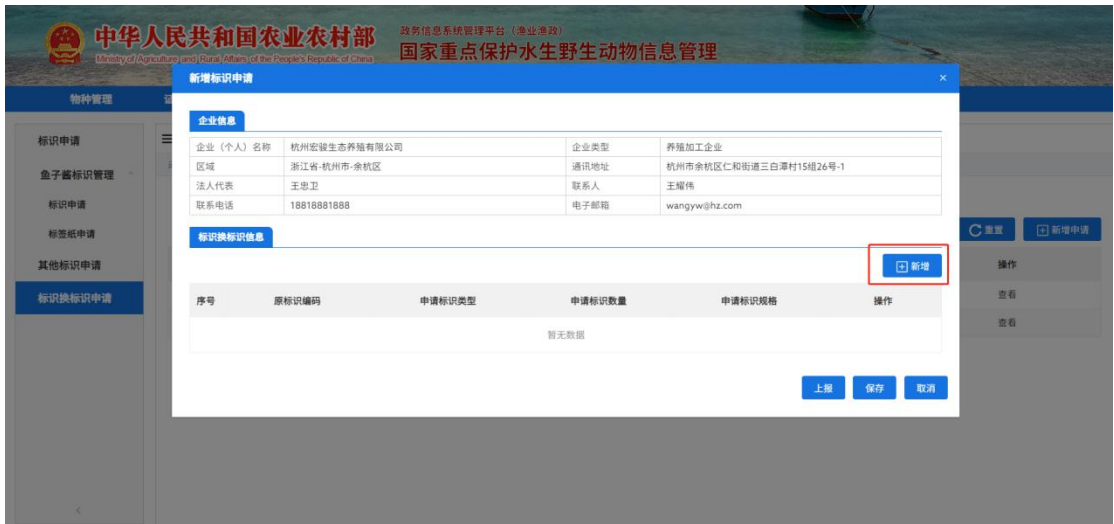 中华人民共和国农业农村部
Ministry of Agriculture and Rural Affairs of the People's Republic of China
政务信息系统管理平台（渔业渔政）
国家重点保护水生野生动物信息管理
物种管理
新增标识申请 ×
企业信息
企业（个人）名称 杭州宏骏生态养殖有限公司 企业类型 养殖加工企业
区域 浙江省-杭州市-余杭区 通讯地址 杭州市余杭区仁和街道三白潭村15组26号-1
法人代表 王忠卫 联系人 王耀伟
联系电话 18818881888 电子邮箱 wangyw@hz.com
标识换标识信息
新增
序号 原标识编码 申请标识类型 申请标识数量 申请标识规格 操作
暂无数据
上报 保存 取消
标识申请
鱼子酱标识管理
标识申请
标签纸申请
其他标识申请
标识换标识申请
重置 新增申请
操作
查看
查看